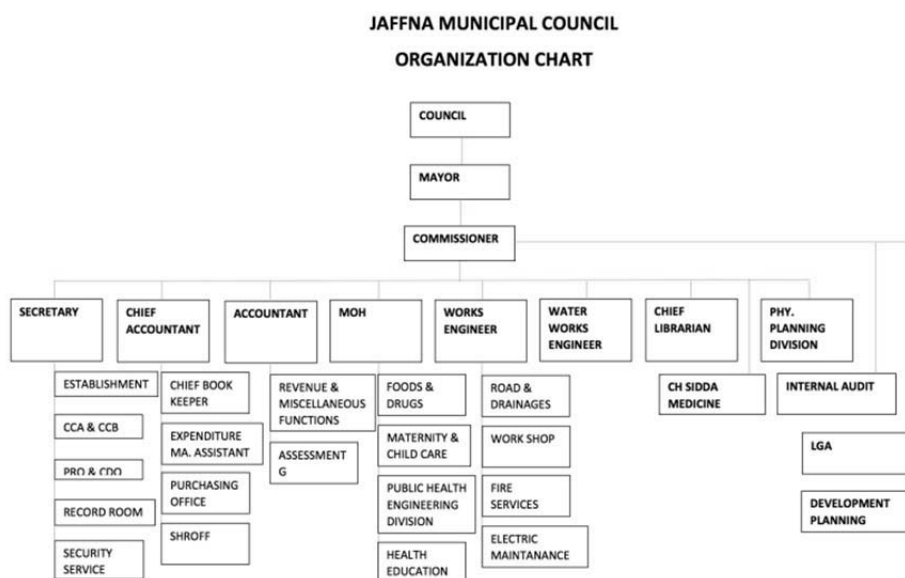 JAFFNA MUNICIPAL COUNCIL
ORGANIZATION CHART
COUNCIL
MAYOR
COMMISSIONER
SECRETARY
CHIEF
ACCOUNTANT
ACCOUNTANT
MOH
WORKS
ENGINEER
WATER
WORKS
ENGINEER
CHIEF
LIBRARIAN
PHY.
PLANNING
DIVISION
ESTABLISHMENT
CCA & CCB
PRO & CDO
RECORD ROOM
SECURITY
SERVICE
CHIEF BOOK
KEEPER
EXPENDITURE
MA. ASSISTANT
PURCHASING
OFFICE
SHROFF
REVENUE &
MISCELLANEOUS
FUNCTIONS
ASSESSMENT
G
FOODS &
DRUGS
MATERNITY &
CHILD CARE
PUBLIC HEALTH
ENGINEERING
DIVISION
HEALTH
EDUCATION
ROAD &
DRAINAGES
WORK SHOP
FIRE
SERVICES
ELECTRIC
MAINTANANCE
CH SIDDA
MEDICINE
INTERNAL AUDIT
LGA
DEVELOPMENT
PLANNING